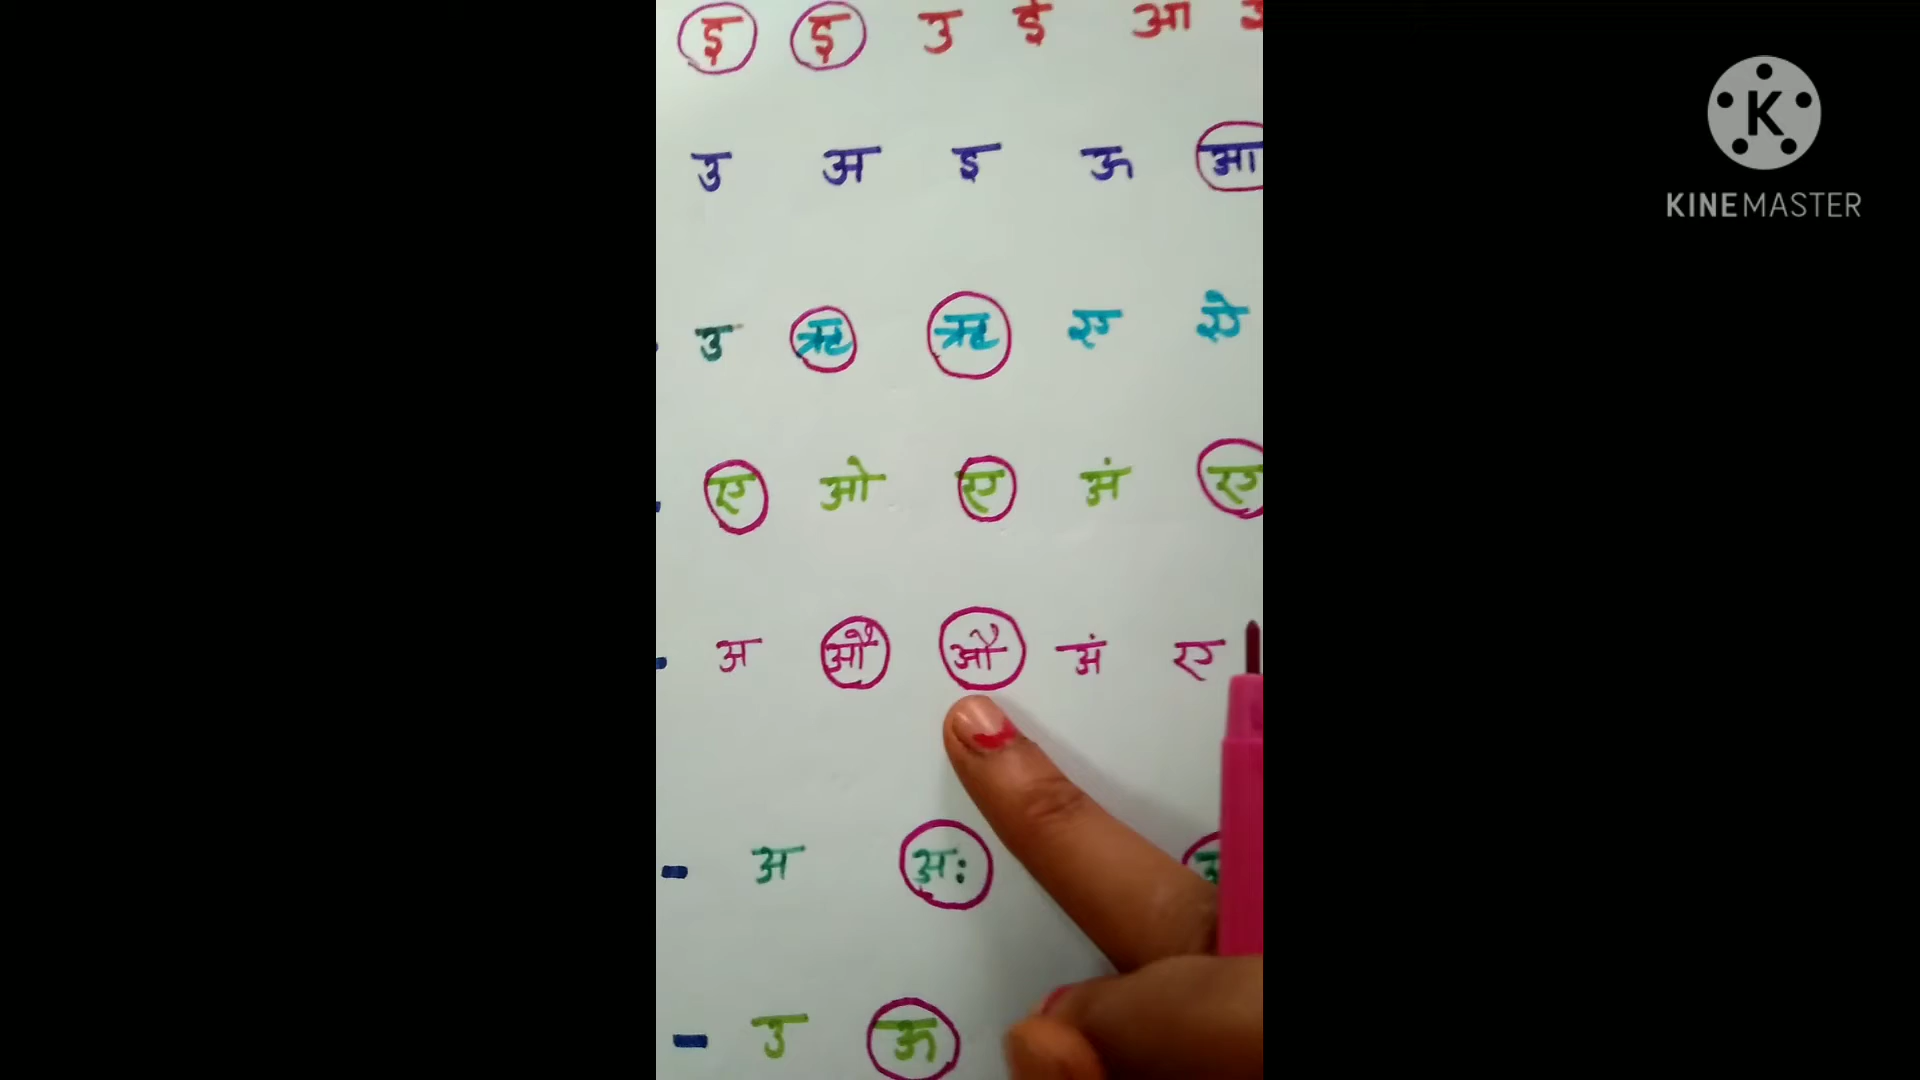 इ इ उ ई आ
उ अ इ ऊ आ
उ ऋ ऋ ए ऐ
ए ओ ए अं ए
अ औ औ अं ए
- अ अः
- उ ऊ
K
KINEMASTER